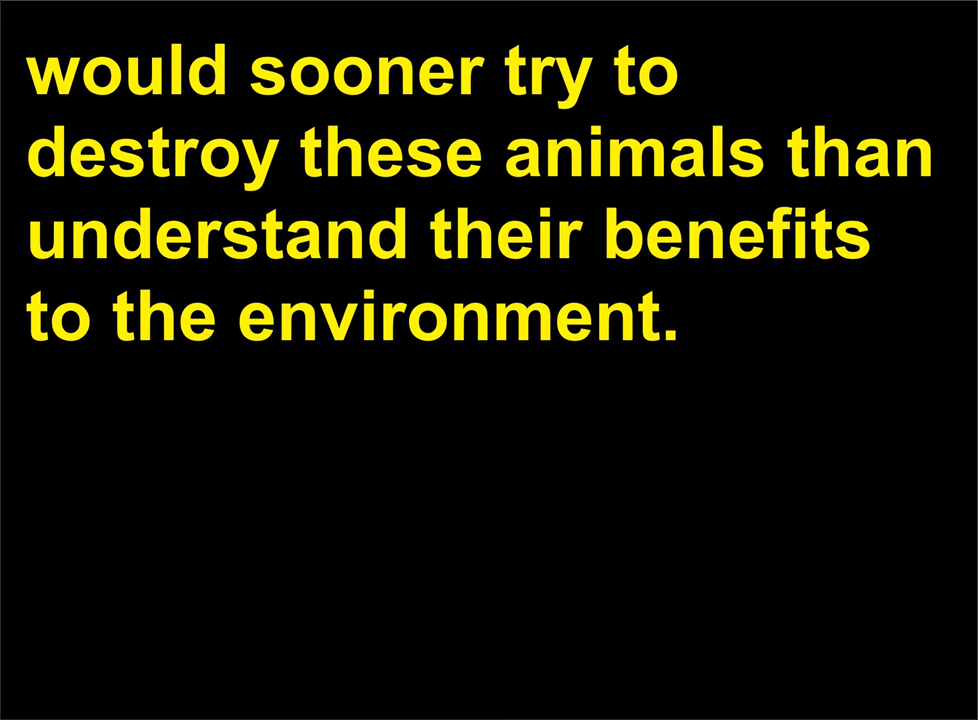 would sooner try to
destroy these animals than
understand their benefits
to the environment.